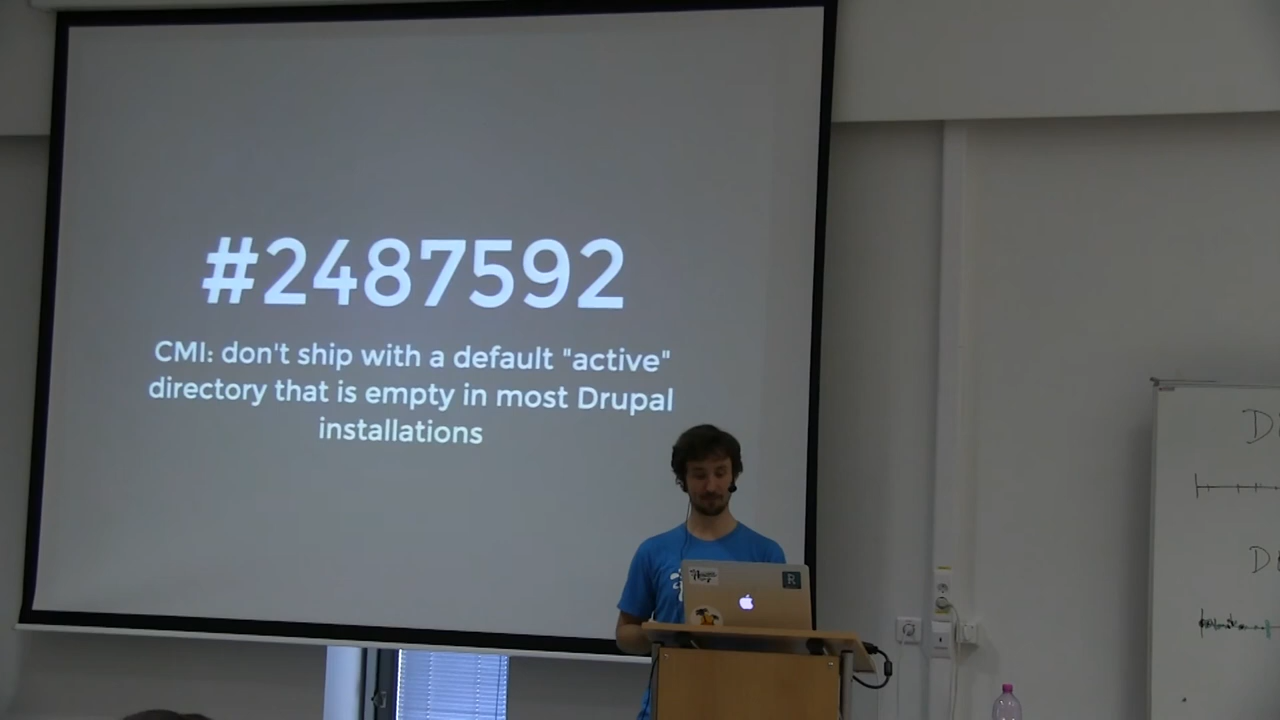 #2487592
CMI: don't ship with a default "active"
directory that is empty in most Drupal
installations
R